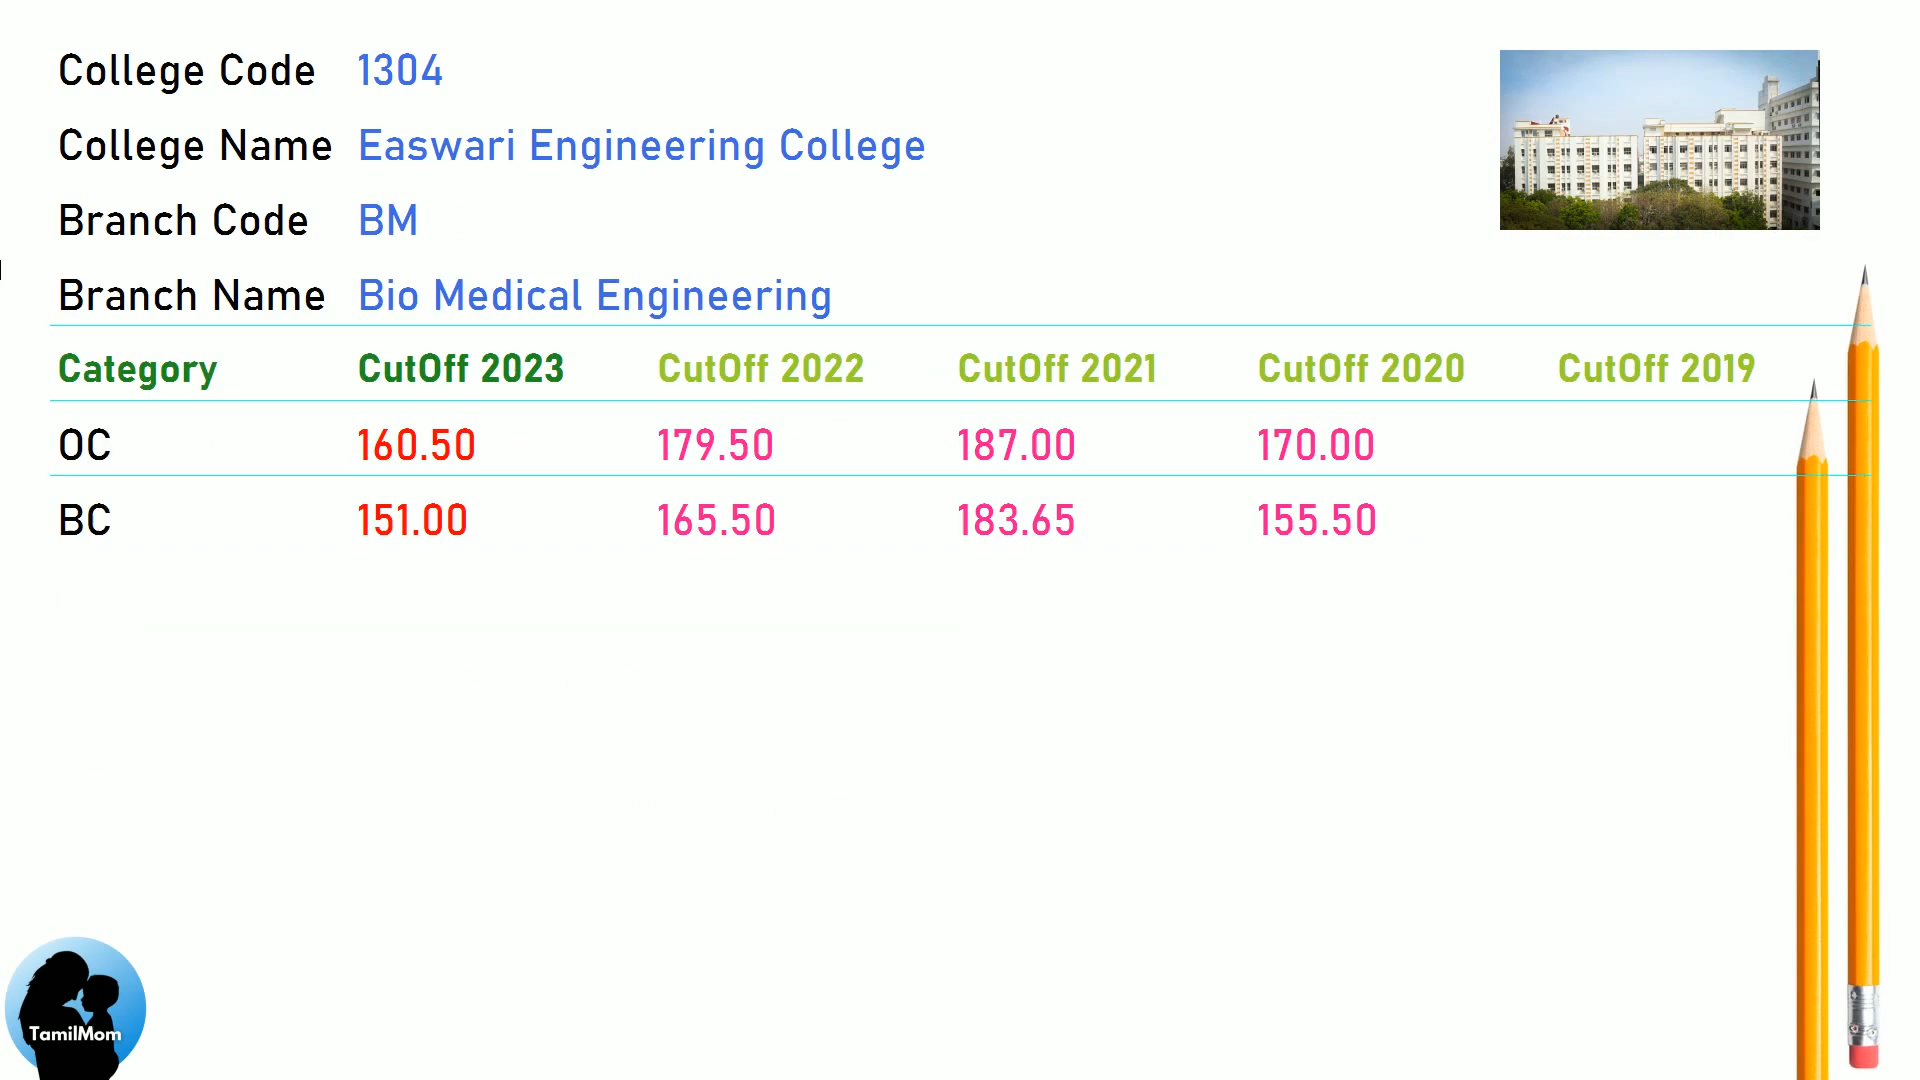 College Code 1304
College Name Easwari Engineering College
Branch Code BM
Branch Name Bio Medical Engineering
Category CutOff 2023 CutOff 2022 CutOff 2021 CutOff 2020 CutOff 2019
OC 160.50 179.50 187.00 170.00
BC 151.00 165.50 183.65 155.50
TamilMom